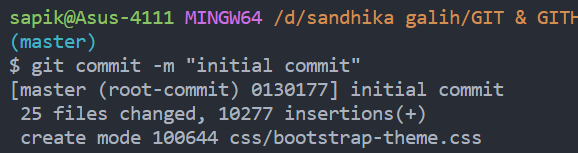 sapik@Asus-4111 MINGW64 /d/sandhika galih/GIT & GITH
(master)
$ git commit -m "initial commit"
[master (root-commit) 0130177] initial commit
 25 files changed, 10277 insertions(+)
 create mode 100644 css/bootstrap-theme.css